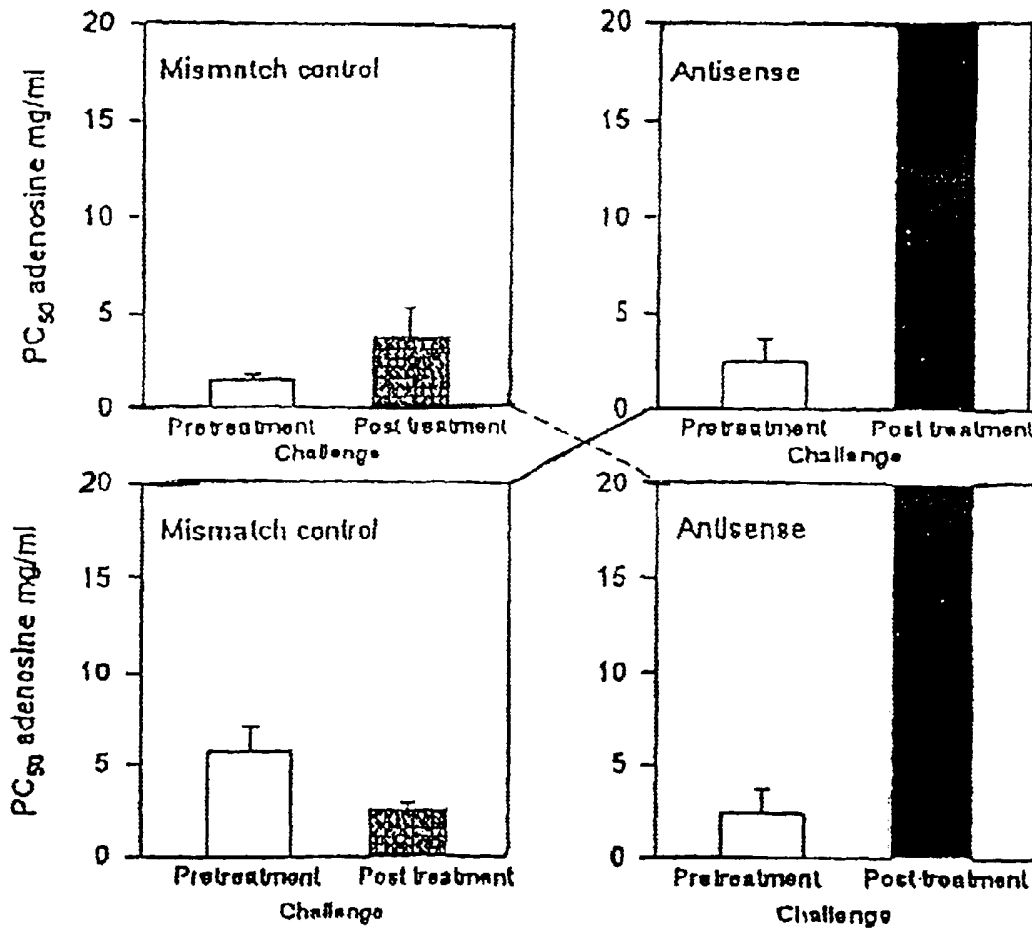 PC50 adenosine mg/ml
20
15
10
5
0
Mismatch control
Pretreatment Post treatment
Challenge
20
15
10
5
0
Antisense
Pretreatment Post treatment
Challenge
PC50 adenosine mg/ml
20
15
10
5
0
Mismatch control
Pretreatment Post treatment
Challenge
20
15
10
5
0
Antisense
Pretreatment Post-treatment
Challenge